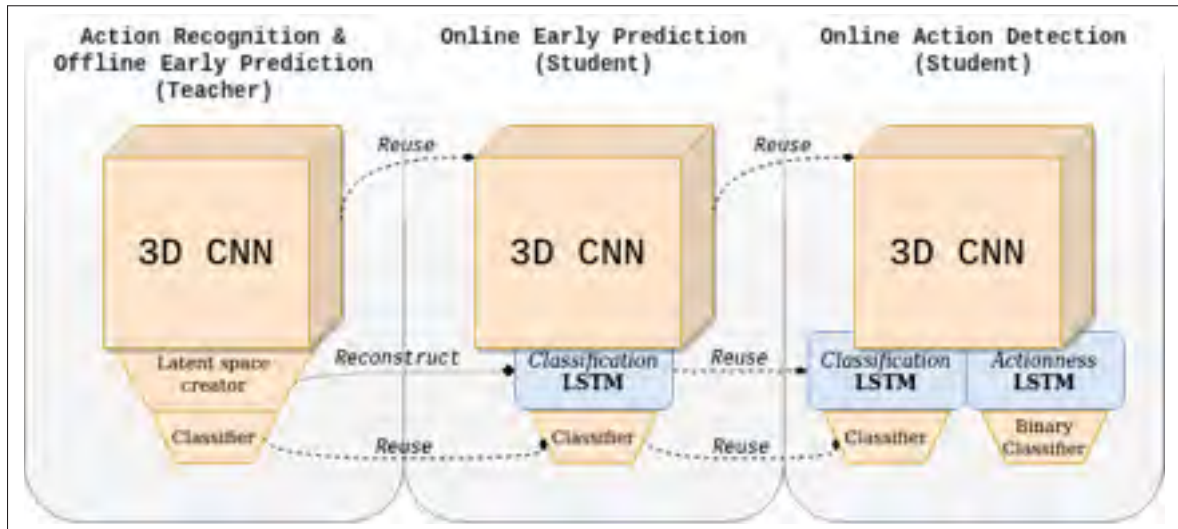 Action Recognition &
Offline Early Prediction
(Teacher)
Online Early Prediction
(Student)
Online Action Detection
(Student)
Reuse
Reuse
3D CNN
3D CNN
3D CNN
Latent space
creator
Reconstruct
Classification
LSTM
Reuse
Classification
LSTM
Actionness
LSTM
Classifier
Reuse
Classifier
Reuse
Classifier
Binary
Classifier